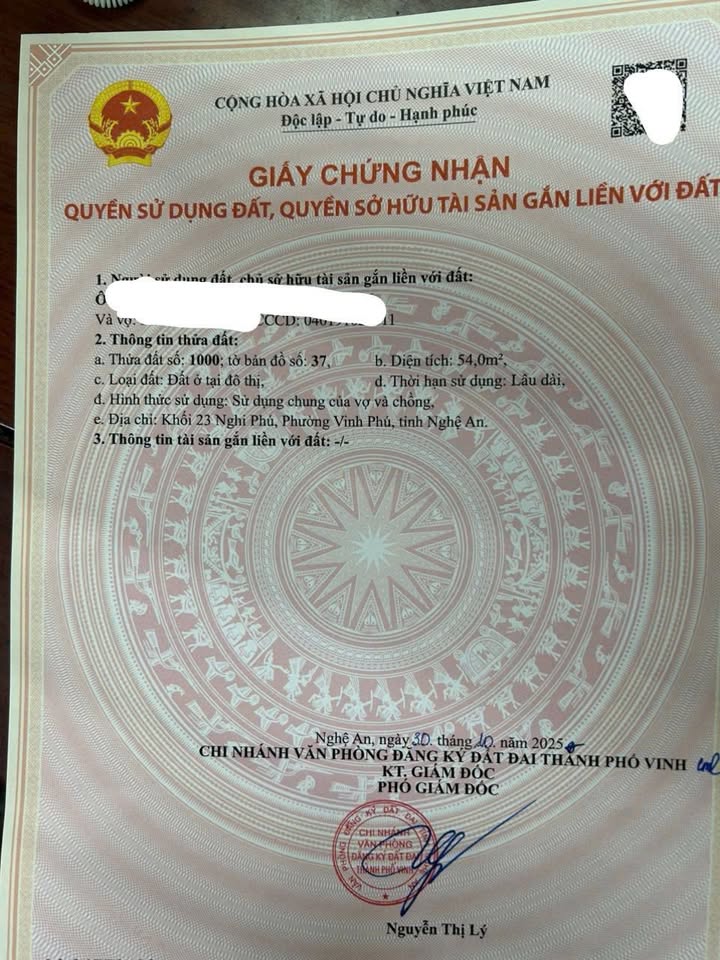 CỘNG HÒA XÃ HỘI CHỦ NGHĨA VIỆT NAM
Độc lập - Tự do - Hạnh phúc
GIẤY CHỨNG NHẬN
QUYỀN SỬ DỤNG ĐẤT, QUYỀN SỞ HỮU TÀI SẢN GẮN LIỀN VỚI ĐẤT
1. Người sử dụng đất, chủ sở hữu tài sản gắn liền với đất:
Và vợ: CCCD:
2. Thông tin thửa đất:
a. Thửa đất số: 1000; tờ bản đồ số: 37, b. Diện tích: 54,0m²,
c. Loại đất: Đất ở tại đô thị, d. Thời hạn sử dụng: Lâu dài,
đ. Hình thức sử dụng: Sử dụng chung của vợ và chồng,
e. Địa chỉ: Khối 23 Nghi Phú, Phường Vinh Phú, tỉnh Nghệ An.
3. Thông tin tài sản gắn liền với đất: -/-
Nghệ An, ngày 30. tháng 10. năm 2025
CHI NHÁNH VĂN PHÒNG ĐĂNG KÝ ĐẤT ĐAI THÀNH PHỐ VINH
KT. GIÁM ĐỐC
PHÓ GIÁM ĐỐC
CHI NHÁNH
VĂN PHÒNG
ĐĂNG KÝ ĐẤT ĐAI
THÀNH PHỐ VINH
Nguyễn Thị Lý